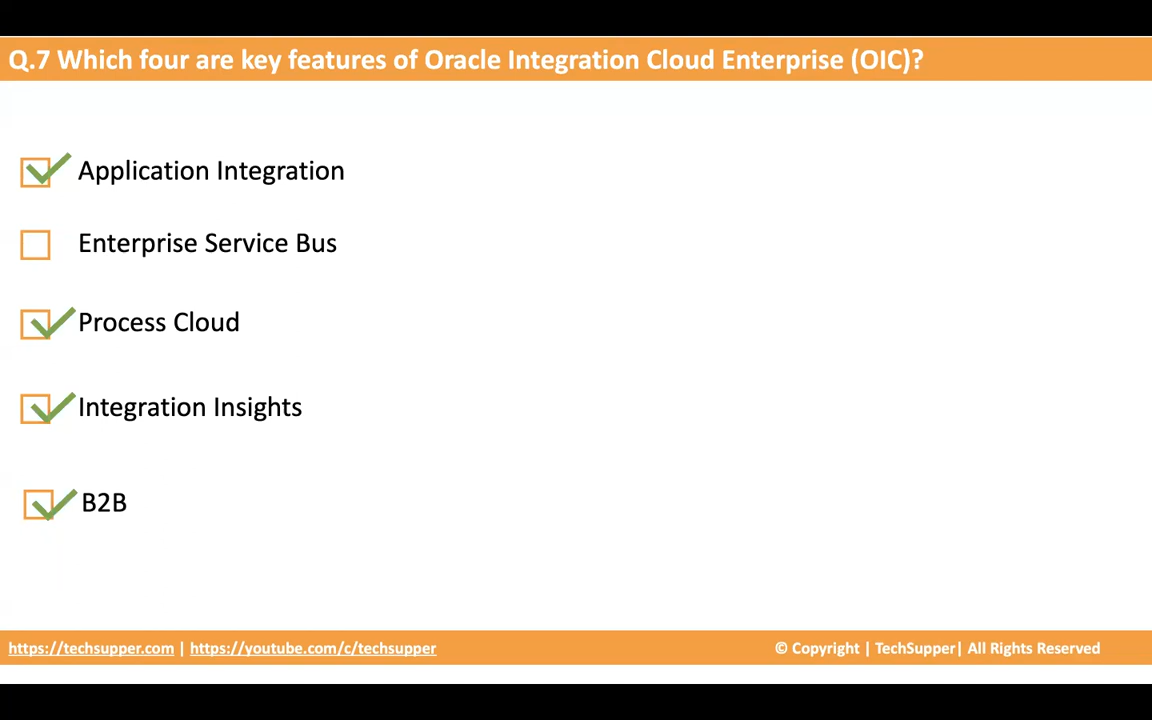 Q.7 Which four are key features of Oracle Integration Cloud Enterprise (OIC)?
Application Integration
Enterprise Service Bus
Process Cloud
Integration Insights
B2B
https://techsupper.com | https://youtube.com/c/techsupper
© Copyright | TechSupper| All Rights Reserved